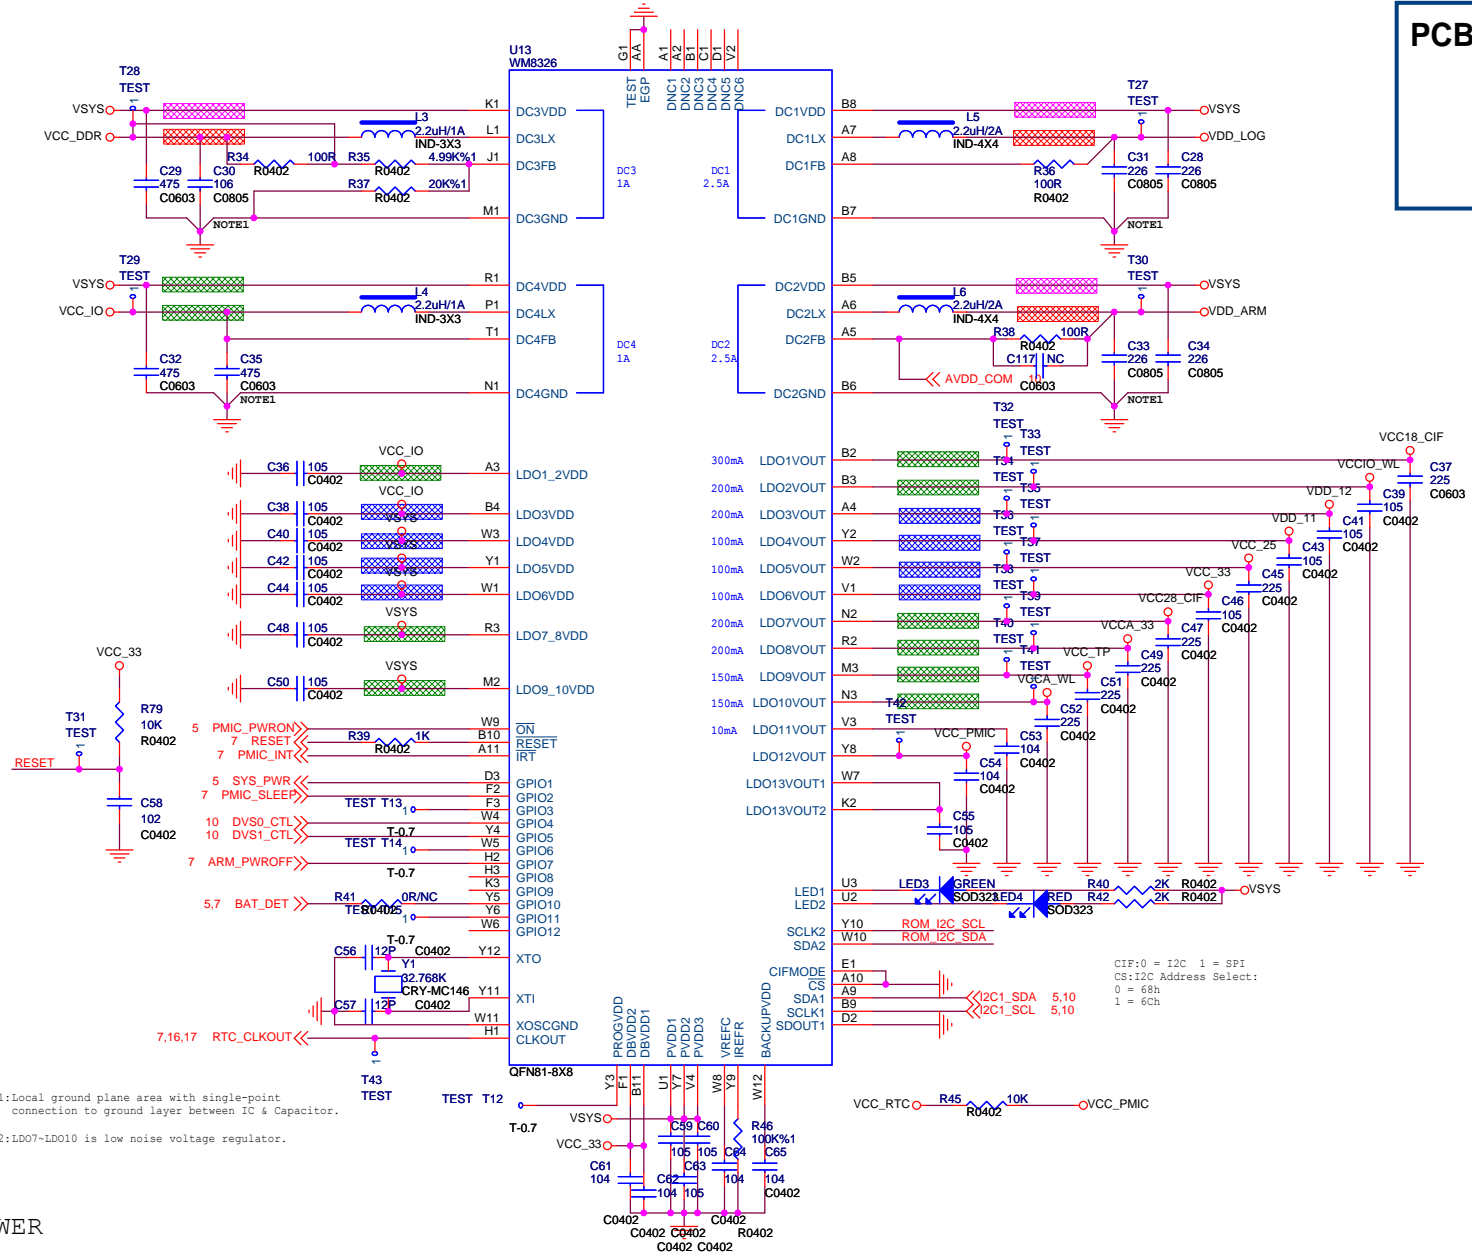 PCB
U13
WM8326
G1
AA
A1
A2
B1
C1
D1
V2
TEST
EGP
DNC1
DNC2
DNC3
DNC4
DNC5
DNC6
T28
TEST
1
VSYS
VCC_DDR
L3
2.2uH/1A
IND-3X3
R34
100R
R0402
R35
4.99K%1
R0402
R37
20K%1
R0402
C29
475
C0603
C30
106
C0805
NOTE1
K1
DC3VDD
L1
DC3LX
J1
DC3FB
M1
DC3GND
DC3
1A
DC1VDD
B8
DC1LX
A7
DC1FB
A8
DC1GND
B7
DC1
2.5A
T27
TEST
1
VSYS
VDD_LOG
L5
2.2uH/2A
IND-4X4
R36
100R
R0402
C31
226
C0805
C28
226
C0805
NOTE1
T29
TEST
1
VSYS
VCC_IO
L4
2.2uH/1A
IND-3X3
C32
475
C0603
C35
475
C0603
NOTE1
R1
DC4VDD
P1
DC4LX
T1
DC4FB
N1
DC4GND
DC4
1A
DC2VDD
B5
DC2LX
A6
DC2FB
A5
DC2GND
B6
DC2
2.5A
T30
TEST
1
VSYS
VDD_ARM
L6
2.2uH/2A
IND-4X4
R38
100R
R0402
C117
NC
C0603
AVDD_COM
C33
226
C0805
C34
226
C0805
NOTE1
C36
105
C0402
VCC_IO
A3
LDO1_2VDD
C38
105
C0402
VCC_IO
B4
LDO3VDD
C40
105
C0402
VSYS
W3
LDO4VDD
C42
105
C0402
VSYS
Y1
LDO5VDD
C44
105
C0402
VSYS
W1
LDO6VDD
C48
105
C0402
VSYS
R3
LDO7_8VDD
C50
105
C0402
VSYS
M2
LDO9_10VDD
300mA LDO1VOUT B2
200mA LDO2VOUT B3
200mA LDO3VOUT A4
100mA LDO4VOUT Y2
100mA LDO5VOUT W2
100mA LDO6VOUT V1
200mA LDO7VOUT N2
200mA LDO8VOUT R2
150mA LDO9VOUT M3
150mA LDO10VOUT N3
10mA LDO11VOUT V3
LDO12VOUT Y8
LDO13VOUT1 W7
LDO13VOUT2 K2
T32
TEST
T33
TEST
T34
TEST
T35
TEST
TEST
T37
TEST
TEST
T39
TEST
T40
TEST
T41
TEST
T42
TEST
VCC18_CIF
VCCIO_WL
VDD_12
VDD_11
VCC_25
VCC_33
VCC28_CIF
VCCA_33
VCC_TP
VCCA_WL
VCC_PMIC
C37
225
C0603
C39
105
C0402
C41
105
C0402
C43
105
C0402
C45
225
C0402
C46
105
C0402
C47
225
C0402
C49
225
C0402
C51
225
C0402
C52
225
C0402
C53
104
C0402
C54
104
C0402
C55
105
C0402
VCC_33
R79
10K
R0402
T31
TEST
1
RESET
C58
102
C0402
5 PMIC_PWRON
7 RESET
7 PMIC_INT
R39
1K
R0402
5 SYS_PWR
7 PMIC_SLEEP
TEST T13
1
T-0.7
10 DVS0_CTL
10 DVS1_CTL
TEST T14
1
T-0.7
7 ARM_PWROFF
5,7 BAT_DET
R41
0R/NC
R0402
1
T-0.7
W9
ON
B10
RESET
A11
IRT
D3
GPIO1
F2
GPIO2
F3
GPIO3
W4
GPIO4
Y4
GPIO5
W5
GPIO6
H2
GPIO7
H3
GPIO8
K3
GPIO9
Y5
GPIO10
Y6
GPIO11
W6
GPIO12
Y12
XTO
Y11
XTI
W11
XOSCGND
H1
CLKOUT
C56
12P
C0402
Y1
32.768K
CRY-MC146
C57
12P
C0402
7,16,17 RTC_CLKOUT
1
T43
TEST
LED1
U3
LED2
U2
SCLK2
Y10
SDA2
W10
CIFMODE
E1
CS
A10
SDA1
A9
SCLK1
B9
SDOUT1
D2
LED3
GREEN
SOD323
LED4
RED
SOD323
R40
2K
R0402
R42
2K
R0402
VSYS
ROM_I2C_SCL
ROM_I2C_SDA
I2C1_SDA 5,10
I2C1_SCL 5,10
CIF:0 = I2C 1 = SPI
CS:I2C Address Select:
0 = 68h
1 = 6Ch
PROGVDD
DBVDD2
DBVDD1
PVDD1
PVDD2
PVDD3
VREFC
IREFR
BACKUPVDD
QFN81-8X8
Y3
F1
B11
U1
Y7
V4
W8
Y9
W12
TEST T12
T-0.7
VSYS
VCC_33
C59
105
C60
105
C61
104
C62
104
C63
105
C64
104
R46
100K%1
C65
104
C0402
C0402
C0402
C0402
C0402
C0402
C0402
R0402
VCC_RTC
R45
R0402
10K
VCC_PMIC
1:Local ground plane area with single-point
connection to ground layer between IC & Capacitor.
2:LDO7~LDO10 is low noise voltage regulator.
WER